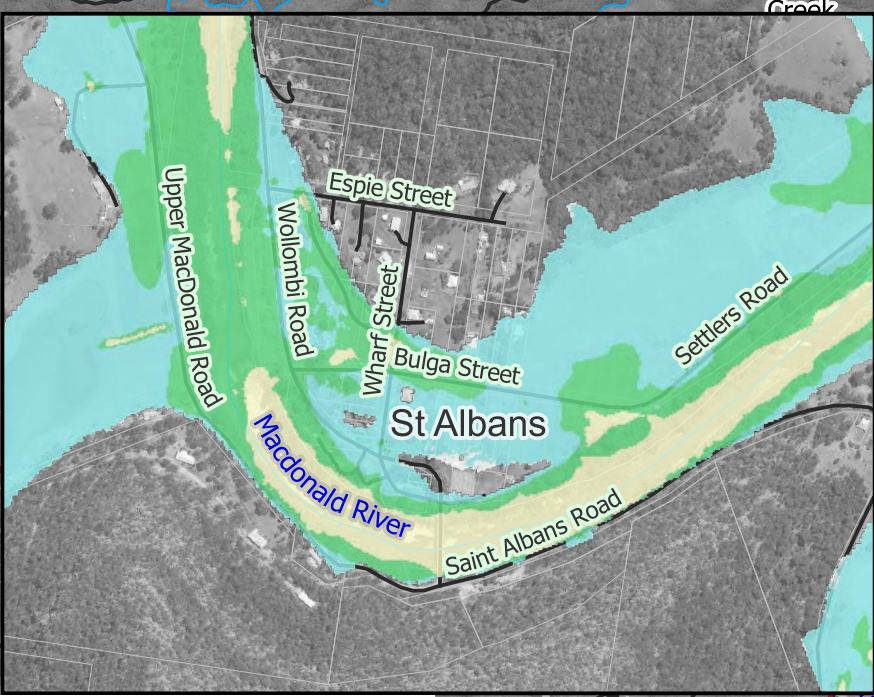 Creek
Espie Street
Upper MacDonald Road
Wollombi Road
Wharf Street
Settlers Road
Bulga Street
St Albans
Macdonald River
Saint Albans Road